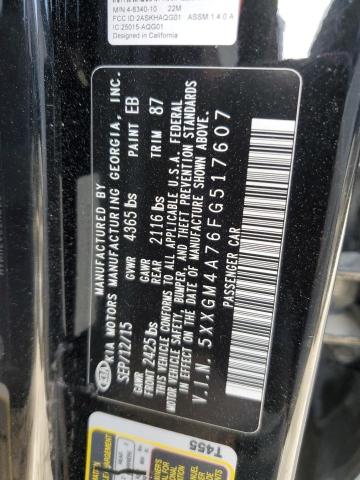 M/N 4-6340-10 22M
FCC ID:2ASKHAQG01 ASSM 1.4.0.A
IC:25015-AQG01
Designed in California
MANUFACTURED BY
KIA MOTORS MANUFACTURING GEORGIA, INC.
SEP/12/15 GVWR 4365 lbs PAINT EB
GAWR FRONT 2425 lbs GAWR REAR 2116 lbs TRIM 87
THIS VEHICLE CONFORMS TO ALL APPLICABLE U.S.A. FEDERAL
MOTOR VEHICLE SAFETY, BUMPER, AND THEFT PREVENTION STANDARDS
IN EFFECT ON THE DATE OF MANUFACTURE SHOWN ABOVE.
V.I.N. 5XXGM4A76FG517607
PASSENGER CAR
T455